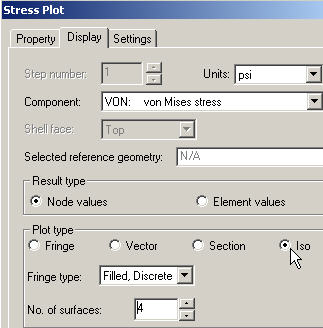 Stress Plot
Property Display Settings
Step number: 1 Units: psi
Component: VON: von Mises stress
Shell face: Top
Selected reference geometry: N/A
Result type
Node values Element values
Plot type
Fringe Vector Section Iso
Fringe type: Filled, Discrete
No. of surfaces: 4